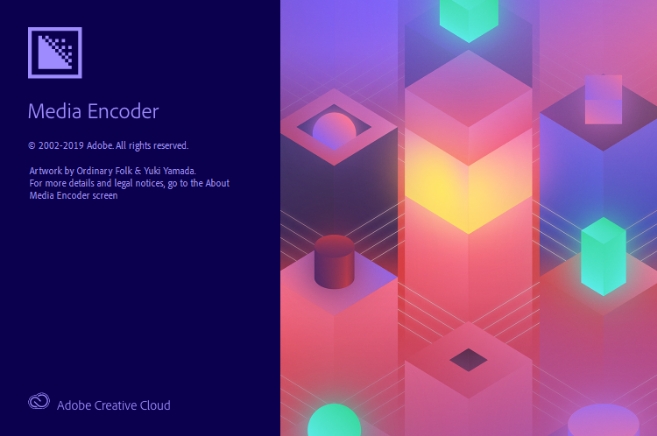 Media Encoder
© 2002-2019 Adobe. All rights reserved.
Artwork by Ordinary Folk & Yuki Yamada.
For more details and legal notices, go to the About
Media Encoder screen
Adobe Creative Cloud